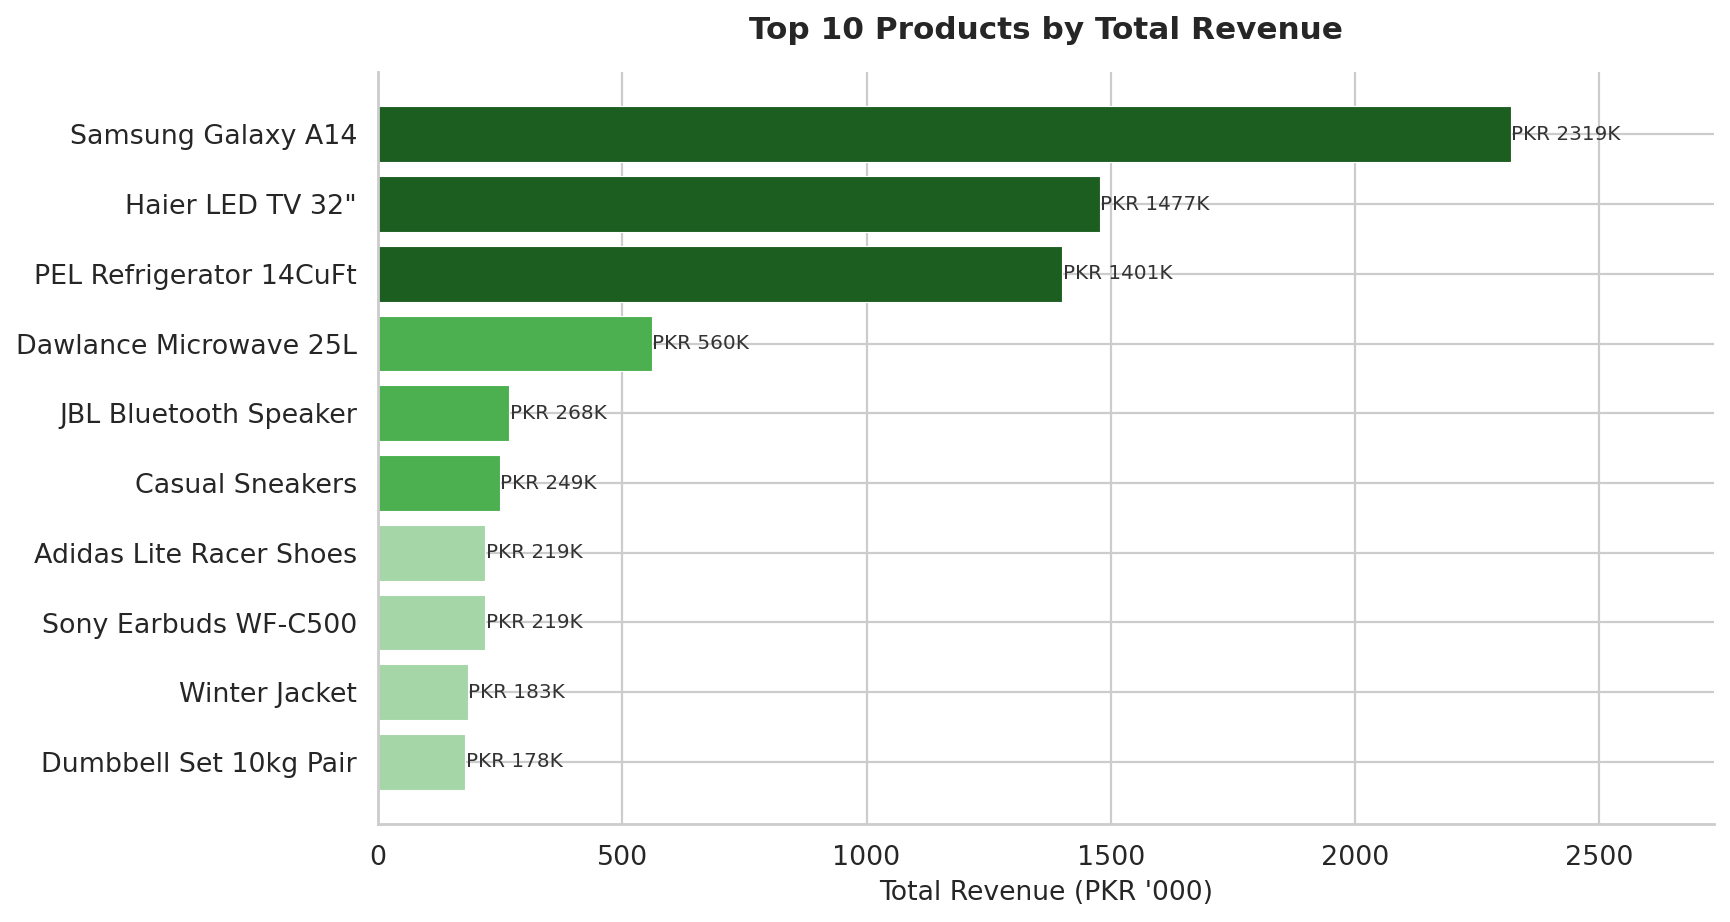 Top 10 Products by Total Revenue
Samsung Galaxy A14
PKR 2319K
Haier LED TV 32"
PKR 1477K
PEL Refrigerator 14CuFt
PKR 1401K
Dawlance Microwave 25L
PKR 560K
JBL Bluetooth Speaker
PKR 268K
Casual Sneakers
PKR 249K
Adidas Lite Racer Shoes
PKR 219K
Sony Earbuds WF-C500
PKR 219K
Winter Jacket
PKR 183K
Dumbbell Set 10kg Pair
PKR 178K
0 500 1000 1500 2000 2500
Total Revenue (PKR '000)